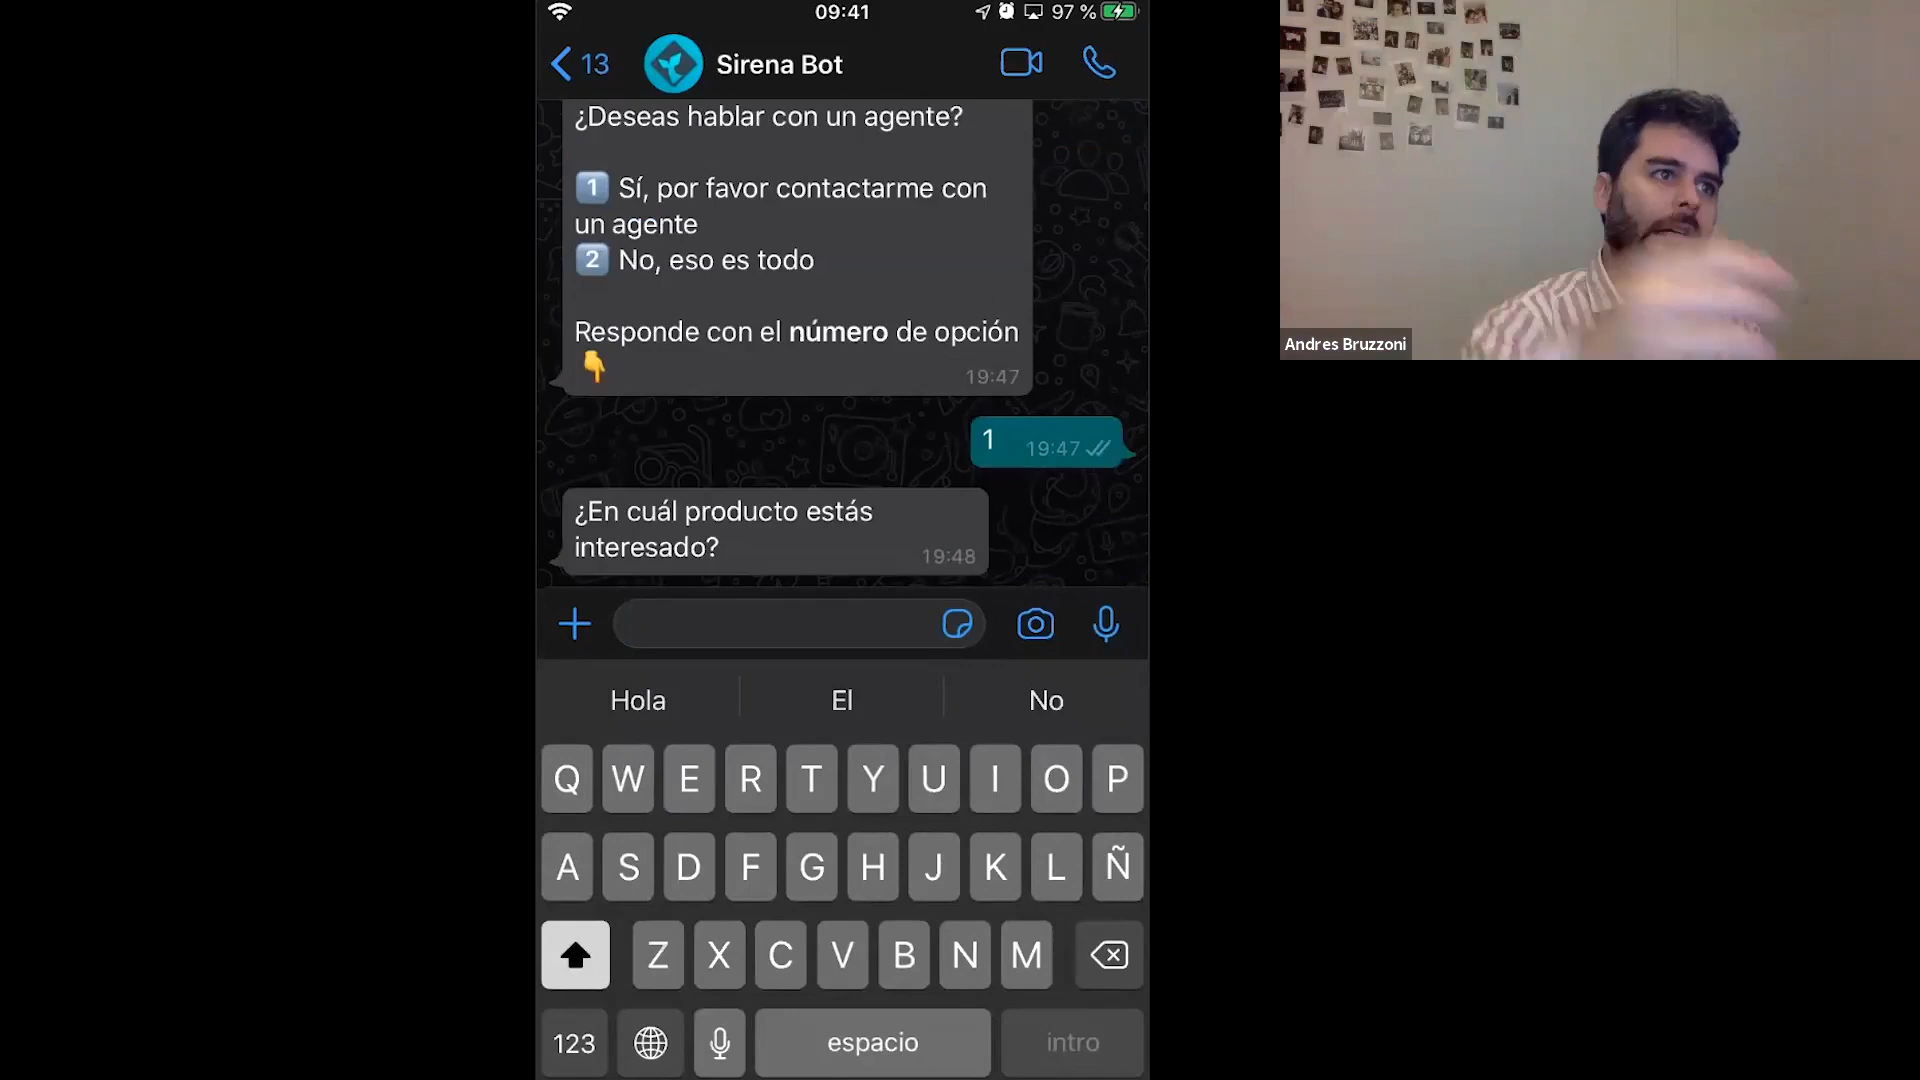 09:41
97 %
13
Sirena Bot
¿Deseas hablar con un agente?
1 Sí, por favor contactarme con
un agente
2 No, eso es todo
Responde con el número de opción
👇
19:47
1 19:47
¿En cuál producto estás
interesado?
19:48
Hola El No
Q W E R T Y U I O P
A S D F G H J K L Ñ
Z X C V B N M
123 espacio intro
Andres Bruzzoni